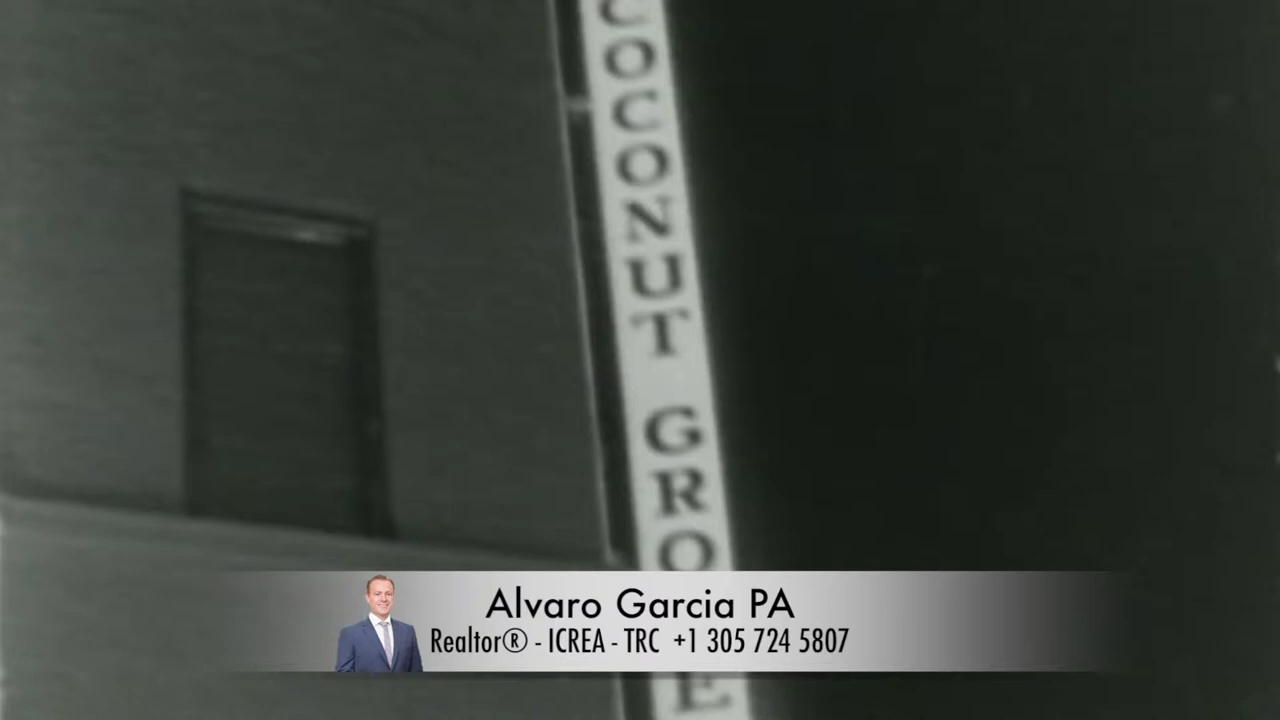 COCONUT GRO E
Alvaro Garcia PA
Realtor® - ICREA - TRC +1 305 724 5807